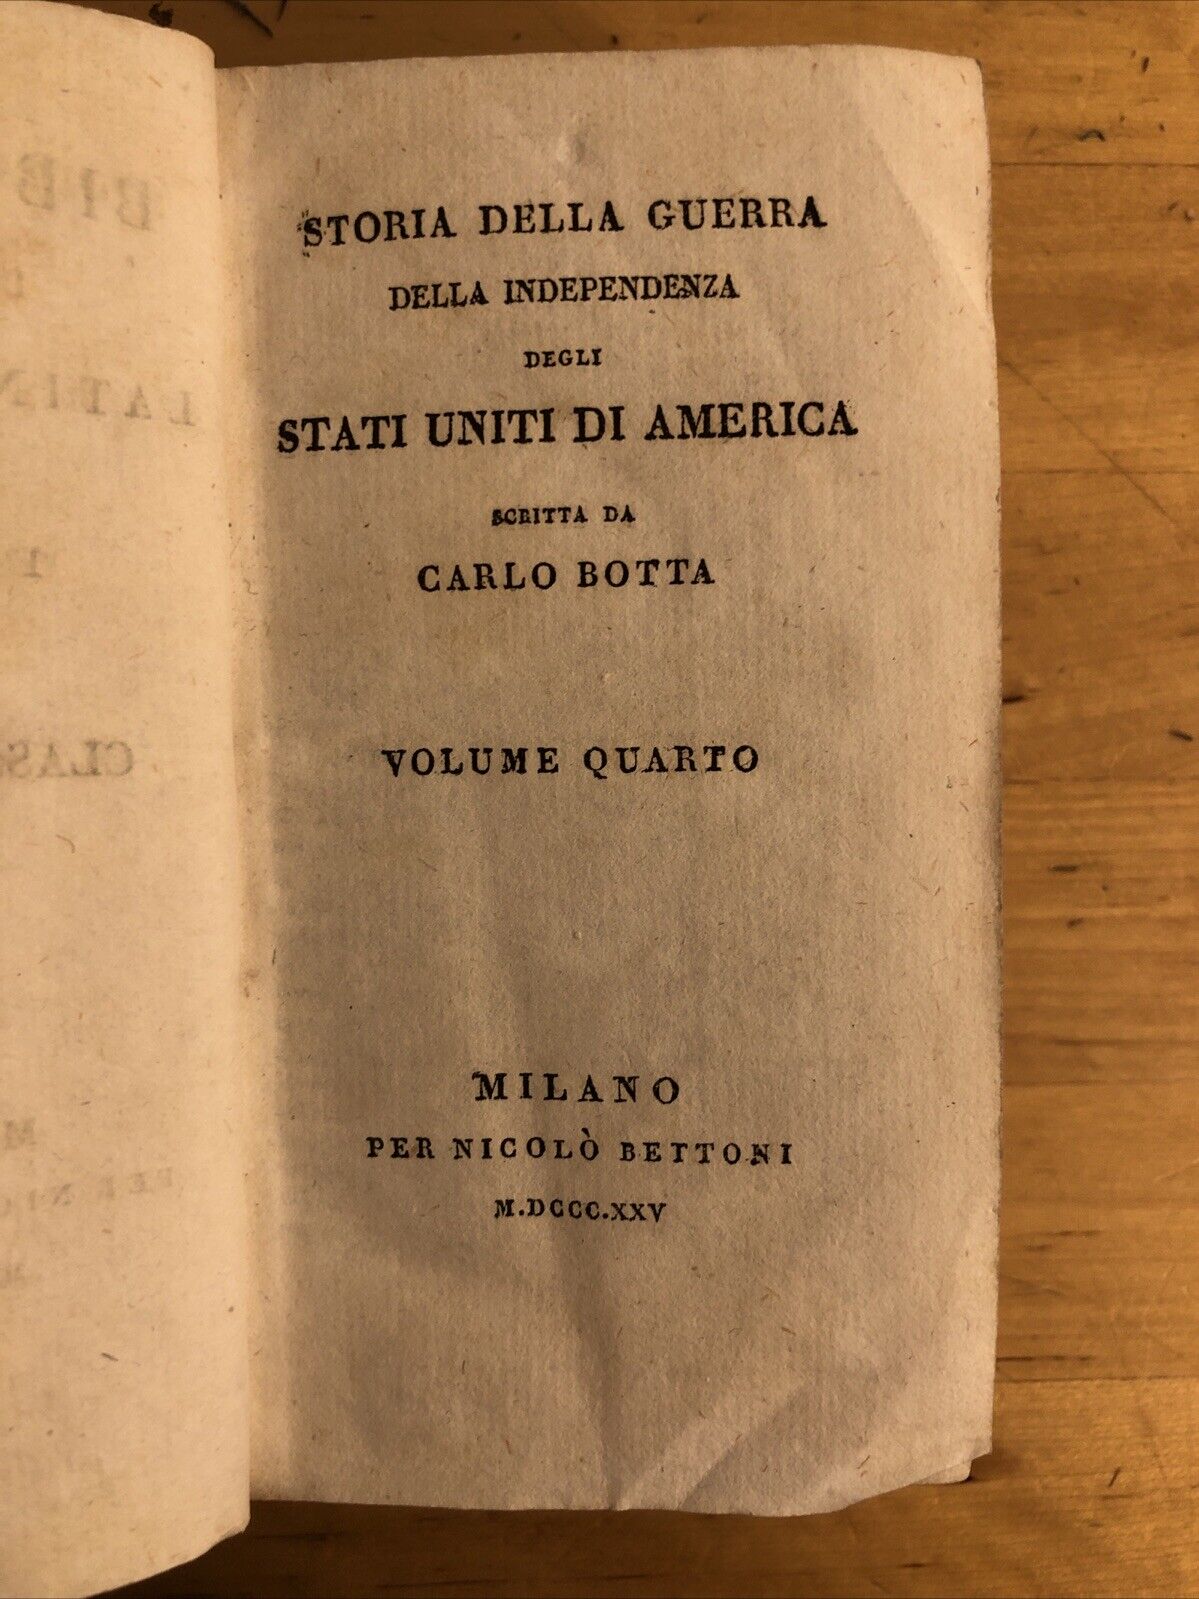 STORIA DELLA GUERRA
DELLA INDEPENDENZA
DEGLI
STATI UNITI DI AMERICA
SCRITTA DA
CARLO BOTTA
VOLUME QUARTO
MILANO
PER NICOLÒ BETTONI
M.DCCC.XXV